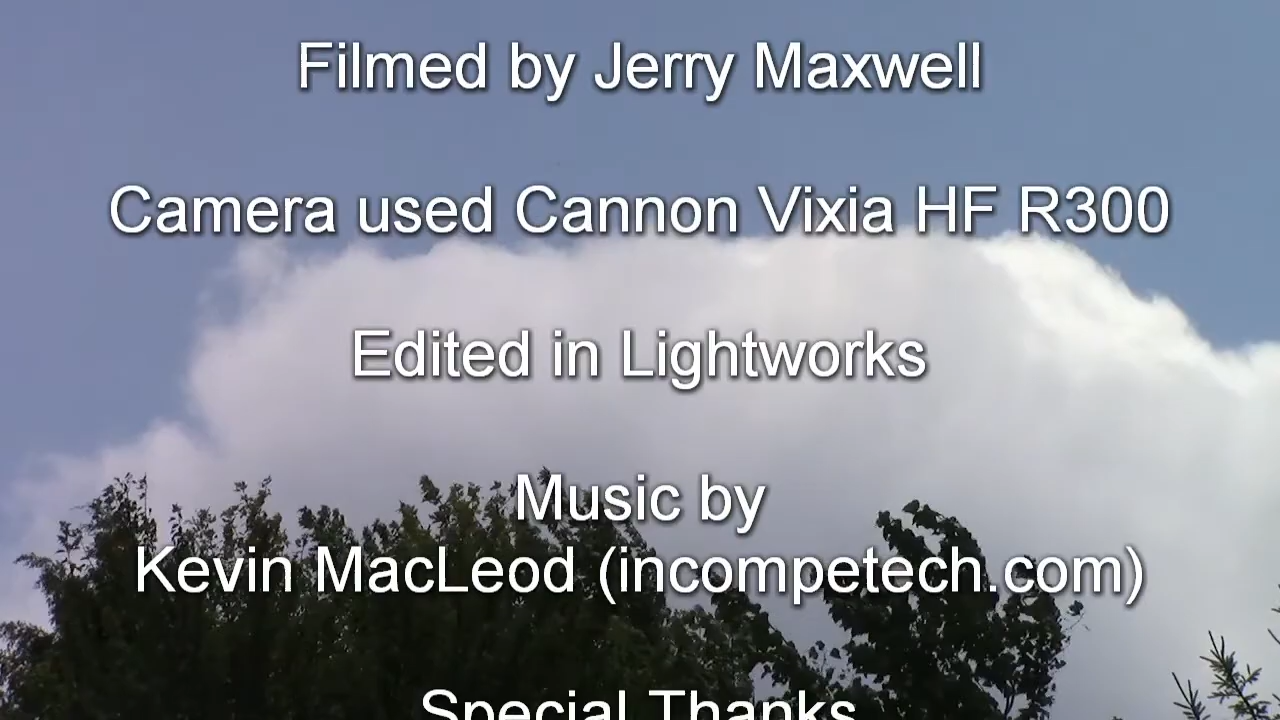 Filmed by Jerry Maxwell
Camera used Cannon Vixia HF R300
Edited in Lightworks
Music by
Kevin MacLeod (incompetech.com)
Special Thanks